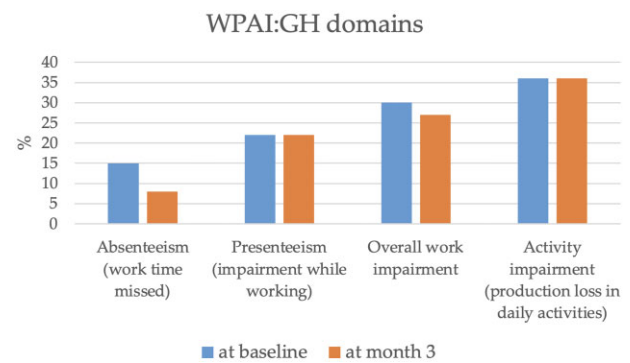 WPAI:GH domains
%
40
35
30
25
20
15
10
5
0
Absenteeism
(work time
missed)
Presenteeism
(impairment while
working)
Overall work
impairment
Activity
impairment
(production loss in
daily activities)
at baseline
at month 3